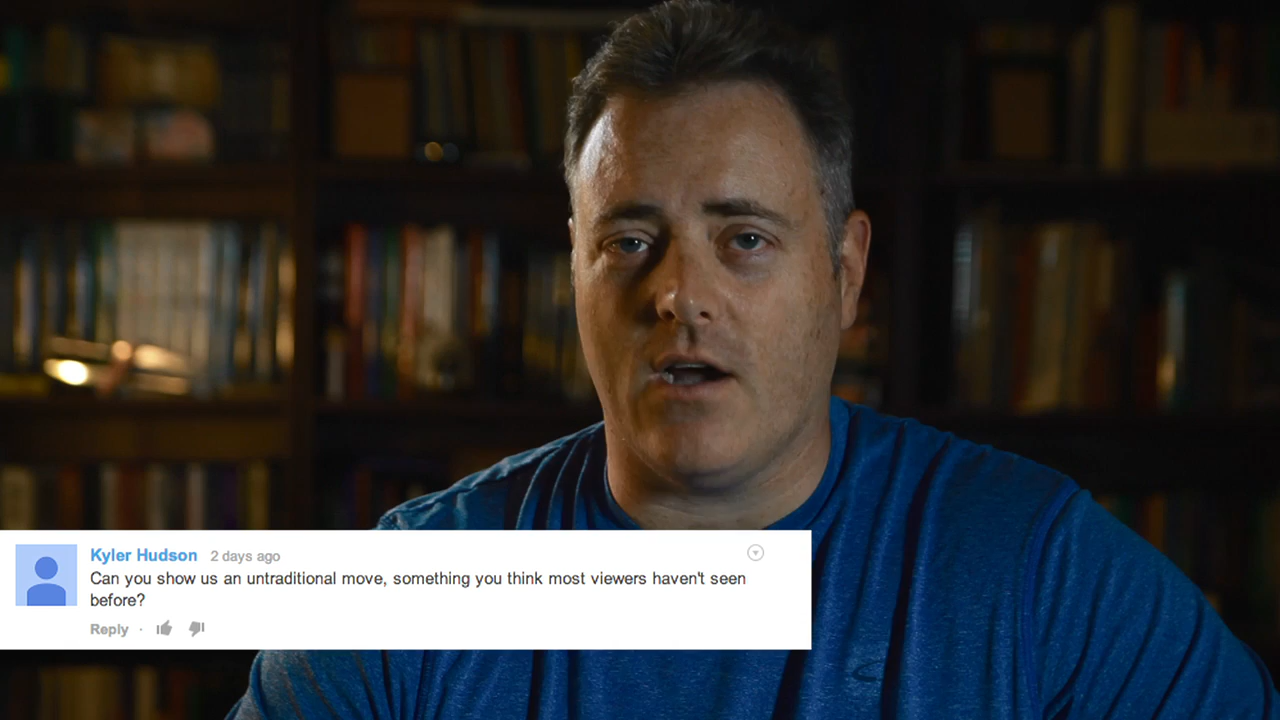 Kyler Hudson 2 days ago
Can you show us an untraditional move, something you think most viewers haven't seen
before?
Reply ·